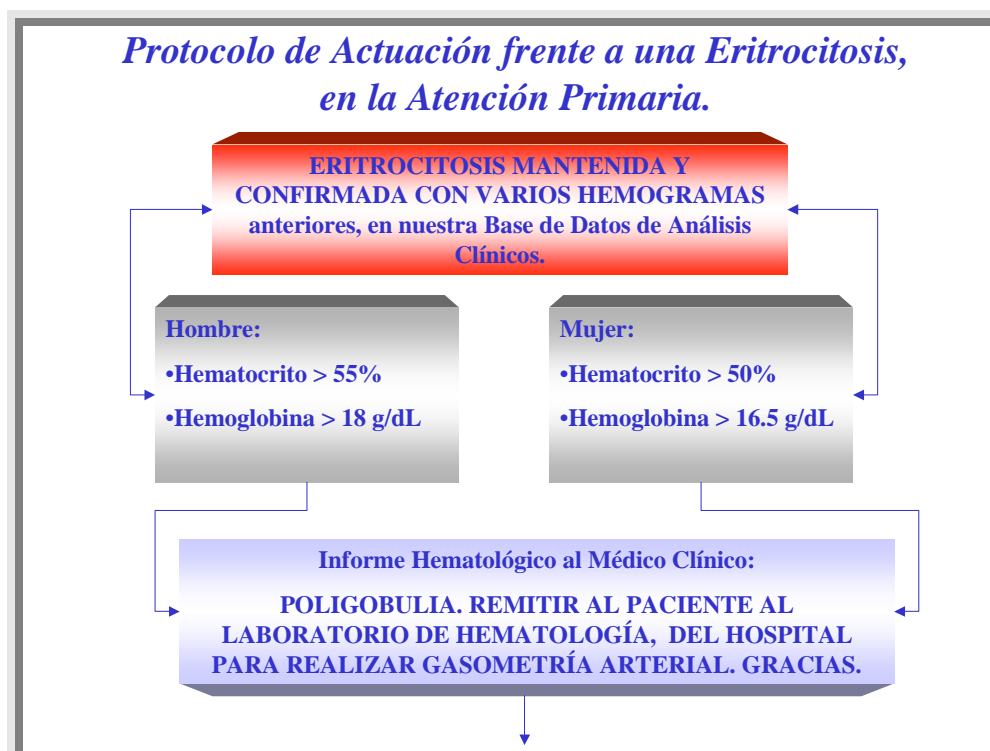 Protocolo de Actuación frente a una Eritrocitosis,
en la Atención Primaria.
ERITROCITOSIS MANTENIDA Y
CONFIRMADA CON VARIOS HEMOGRAMAS
anteriores, en nuestra Base de Datos de Análisis
Clínicos.
Hombre:
•Hematocrito > 55%
•Hemoglobina > 18 g/dL
Mujer:
•Hematocrito > 50%
•Hemoglobina > 16.5 g/dL
Informe Hematológico al Médico Clínico:
POLIGOBULIA. REMITIR AL PACIENTE AL
LABORATORIO DE HEMATOLOGÍA, DEL HOSPITAL
PARA REALIZAR GASOMETRÍA ARTERIAL. GRACIAS.